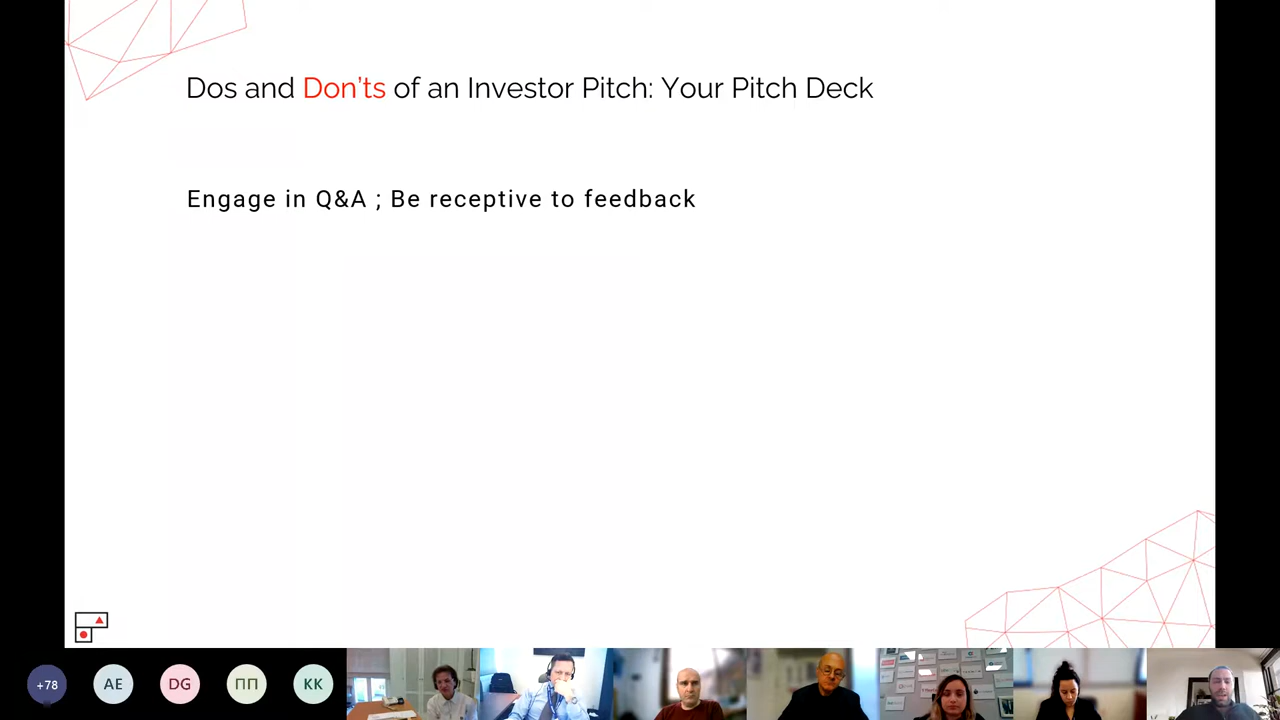 Dos and Don'ts of an Investor Pitch: Your Pitch Deck
Engage in Q&A ; Be receptive to feedback
+78
AE
DG
ΠΠ
KK